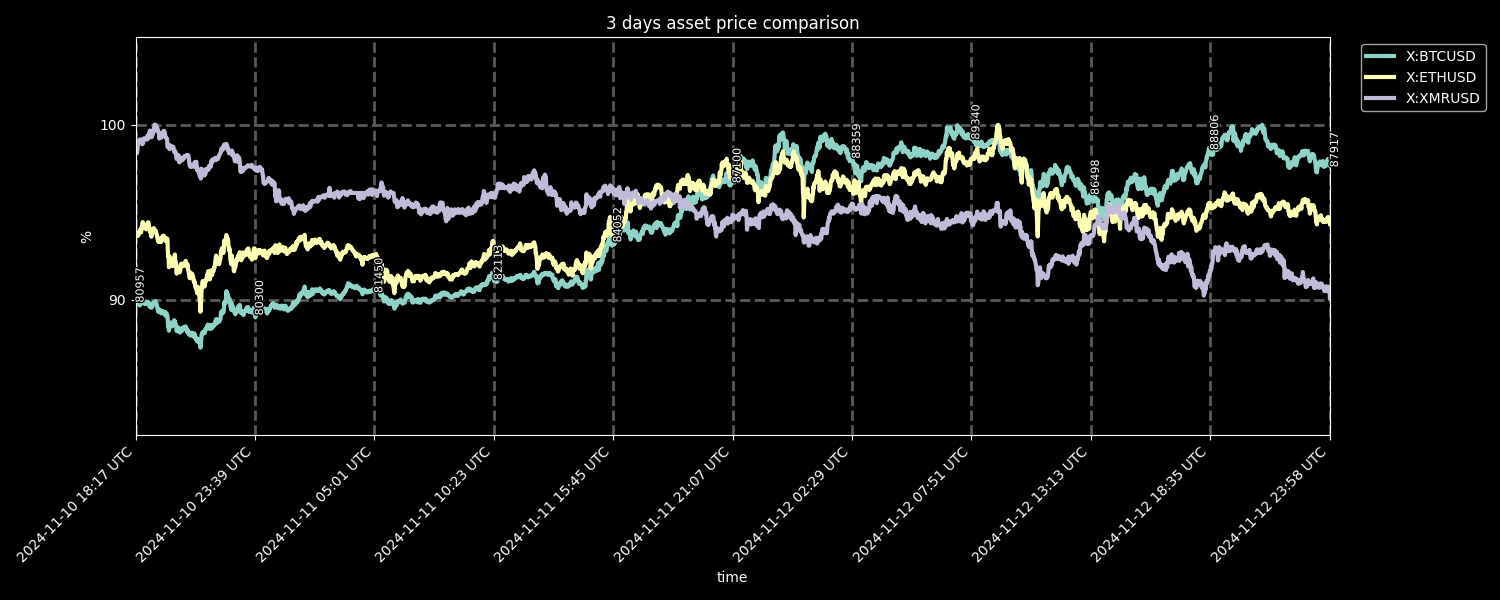 3 days asset price comparison
X:BTCUSD
X:ETHUSD
X:XMRUSD
100
90
%
80957
80300
81450
82113
84052
87100
88359
89340
86498
88806
87917
2024-11-10 18:17 UTC
2024-11-10 23:39 UTC
2024-11-11 05:01 UTC
2024-11-11 10:23 UTC
2024-11-11 15:45 UTC
2024-11-11 21:07 UTC
2024-11-12 02:29 UTC
2024-11-12 07:51 UTC
2024-11-12 13:13 UTC
2024-11-12 18:35 UTC
2024-11-12 23:58 UTC
time